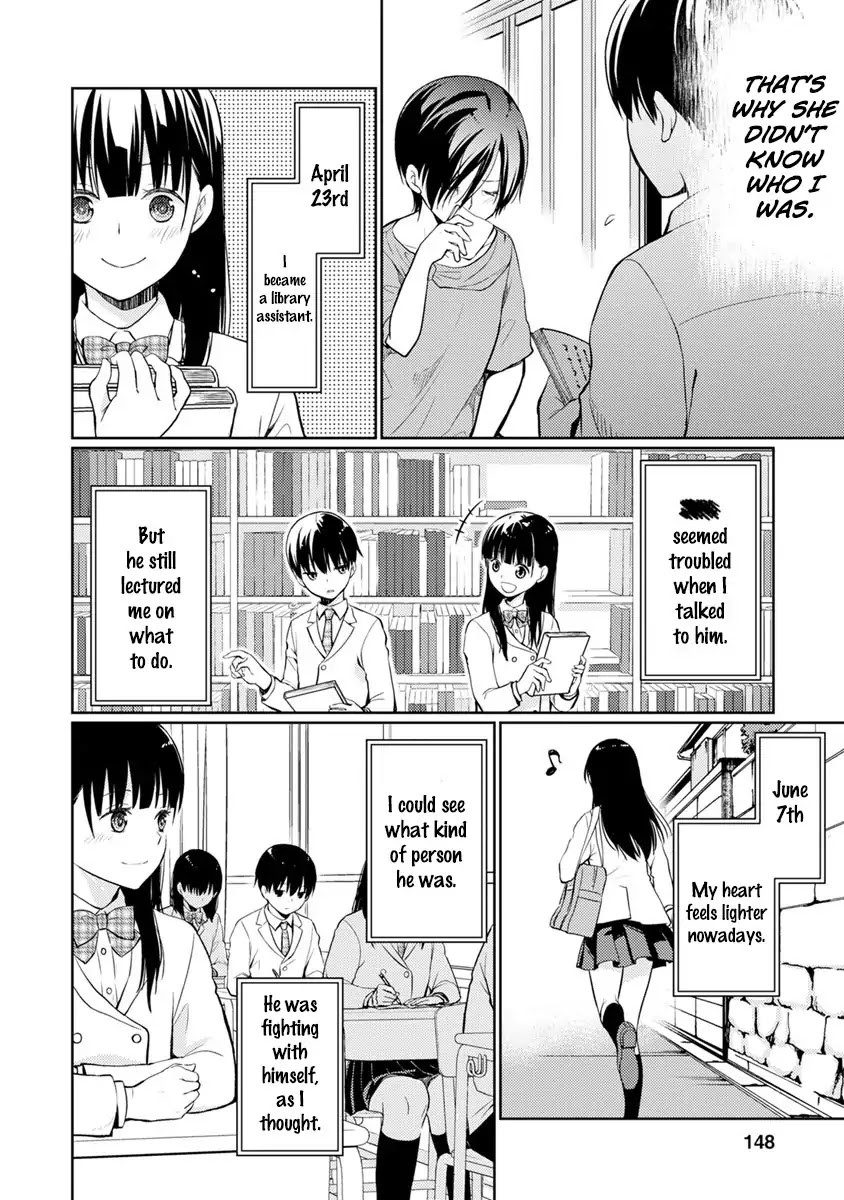 THAT'S
WHY SHE
DIDN'T
KNOW
WHO I
WAS.
April
23rd
I
became
a library
assistant.
seemed
troubled
when I
talked
to him.
But
he still
lectured
me on
what
to do.
June
7th
My heart
feels lighter
nowadays.
I could see
what kind
of person
he was.
He was
fighting
with
himself,
as I
thought.
148